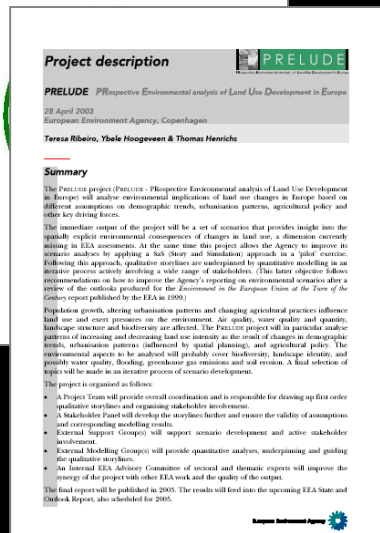 Project description
PRELUDE
PRospective Environmental analysis of Land Use Development in Europe
PRELUDE PRospective Environmental analysis of Land Use Development in Europe
28 April 2003
European Environment Agency, Copenhagen
Teresa Ribeiro, Ybele Hoogeveen & Thomas Henrichs
Summary
The PRELUDE project (PRELUDE - PRospective Environmental analysis of Land Use Development
in Europe) will analyse environmental implications of land use changes in Europe based on
different assumptions on demographic trends, urbanisation patterns, agricultural policy and
other key driving forces.
The immediate output of the project will be a set of scenarios that provides insight into the
spatially explicit environmental consequences of changes in land use, a dimension currently
missing in EEA assessments. At the same time this project allows the Agency to improve its
scenario analyses by applying a SaS (Story and Simulation) approach in a 'pilot' exercise.
Following this approach, qualitative storylines are underpinned by quantitative modelling in an
iterative process actively involving a wide range of stakeholders. (This latter objective follows
recommendations on how to improve the Agency's reporting on environmental scenarios after a
review of the outlooks produced for the Environment in the European Union at the Turn of the
Century report published by the EEA in 1999.)
Population growth, altering urbanisation patterns and changing agricultural practices influence
land use and exert pressures on the environment. Air quality, water quality and quantity,
landscape structure and biodiversity are affected. The PRELUDE project will in particular analyse
patterns of increasing and decreasing land use intensity as the result of changes in demographic
trends, urbanisation patterns (influenced by spatial planning), and agricultural policy. The
environmental aspects to be analysed will probably cover biodiversity, landscape identity, and
possibly water quality, flooding, greenhouse gas emissions and soil erosion. A final selection of
topics will be made in an iterative process of scenario development.
The project is organised as follows:
• A Project Team will provide overall coordination and is responsible for drawing up first order
qualitative storylines and organising stakeholder involvement.
• A Stakeholder Panel will develop the storylines further and ensure the validity of assumptions
and corresponding modelling results.
• External Support Group(s) will support scenario development and active stakeholder
involvement.
• External Modelling Group(s) will provide quantitative analyses, underpinning and guiding
the qualitative storylines.
• An Internal EEA Advisory Committee of sectoral and thematic experts will improve the
synergy of the project with other EEA work and the quality of the output.
The final report will be published in 2005. The results will feed into the upcoming EEA State and
Outlook Report, also scheduled for 2005.
European Environment Agency